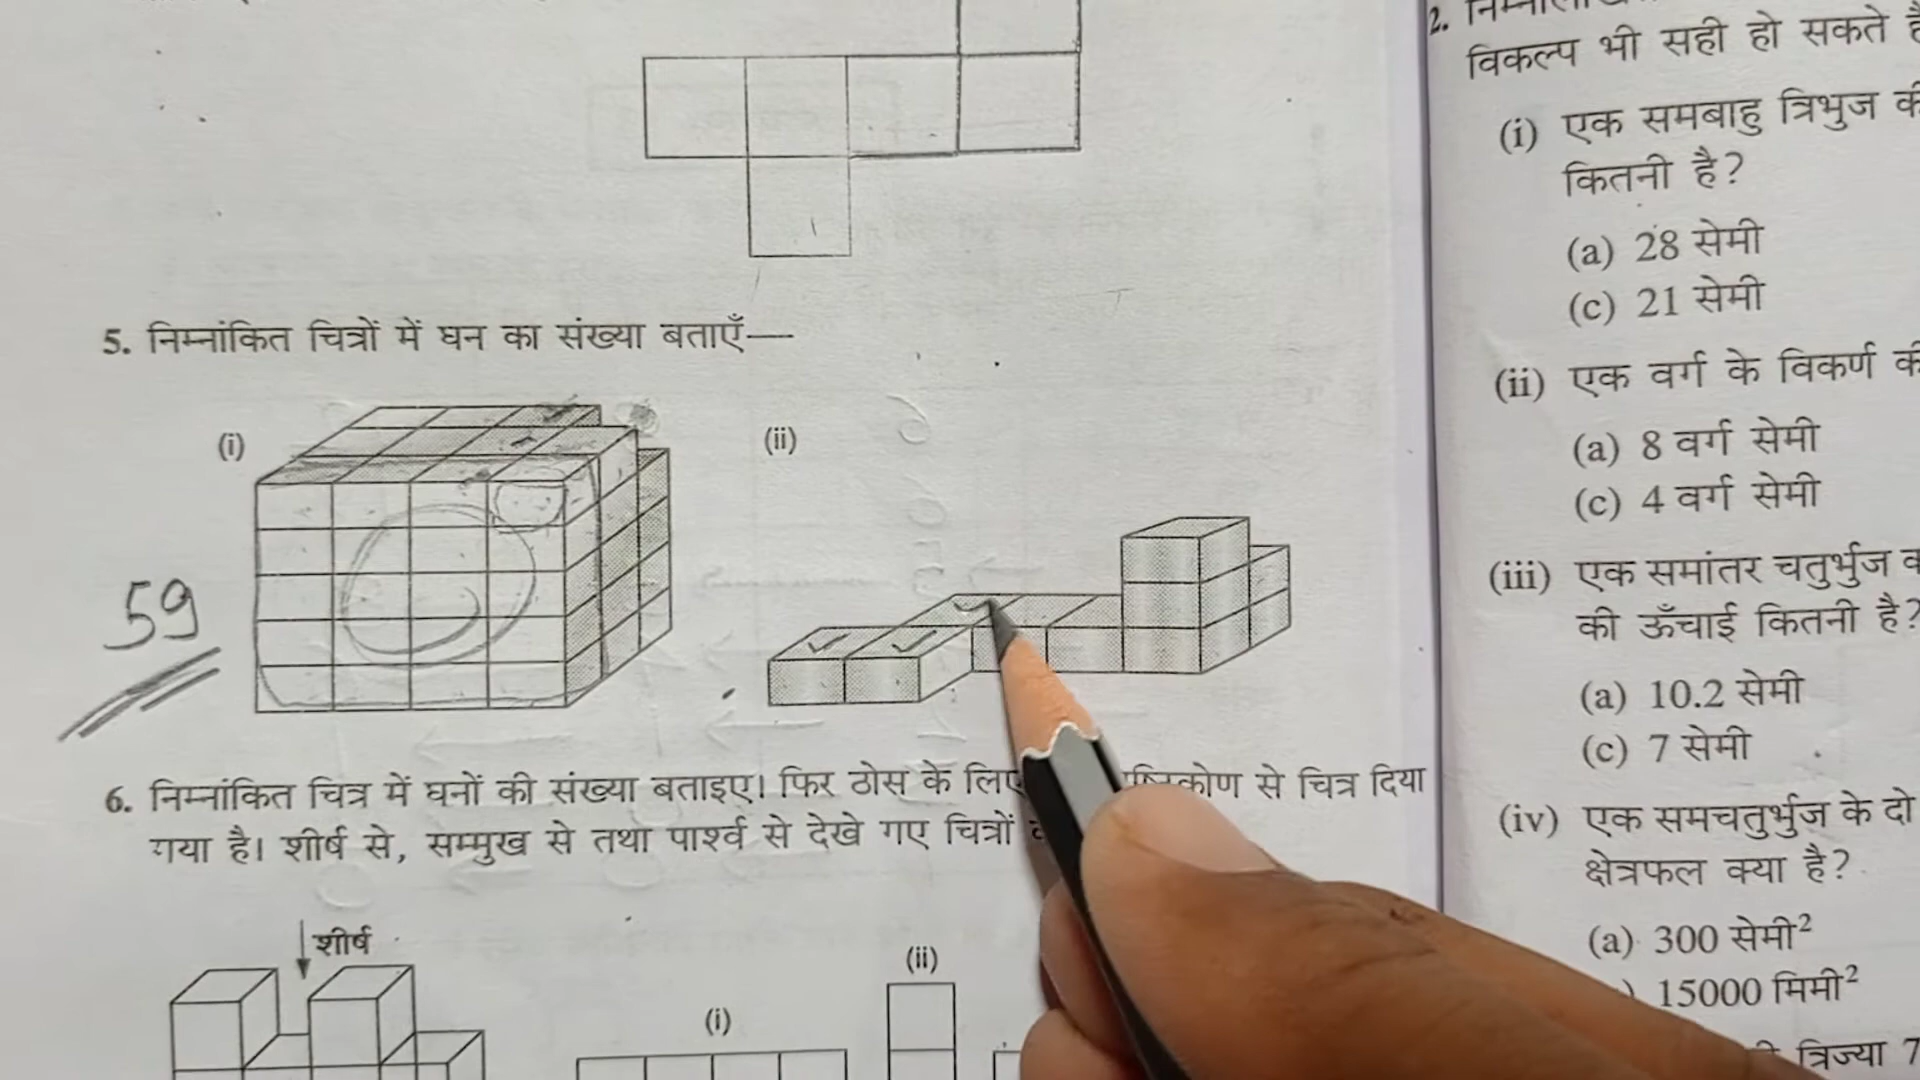 5. निम्नांकित चित्रों में घन का संख्या बताएँ—
(i)
(ii)
59
6. निम्नांकित चित्र में घनों की संख्या बताइए। फिर ठोस के लिए से चित्र दिया
गया है। शीर्ष से, सम्मुख से तथा पार्श्व से देखे गए चित्रों
शीर्ष
(i)
(ii)
2.
विकल्प भी सही हो सकते
(i) एक समबाहु त्रिभुज
कितनी है?
(a) 28 सेमी
(c) 21 सेमी
(ii) एक वर्ग के विकर्ण
(a) 8 वर्ग सेमी
(c) 4 वर्ग सेमी
(iii) एक समांतर चतुर्भुज
की ऊँचाई कितनी है?
(a) 10.2 सेमी
(c) 7 सेमी
(iv) एक समचतुर्भुज के दो
क्षेत्रफल क्या है?
(a) 300 सेमी²
15000 मिमी²
त्रिज्या 7